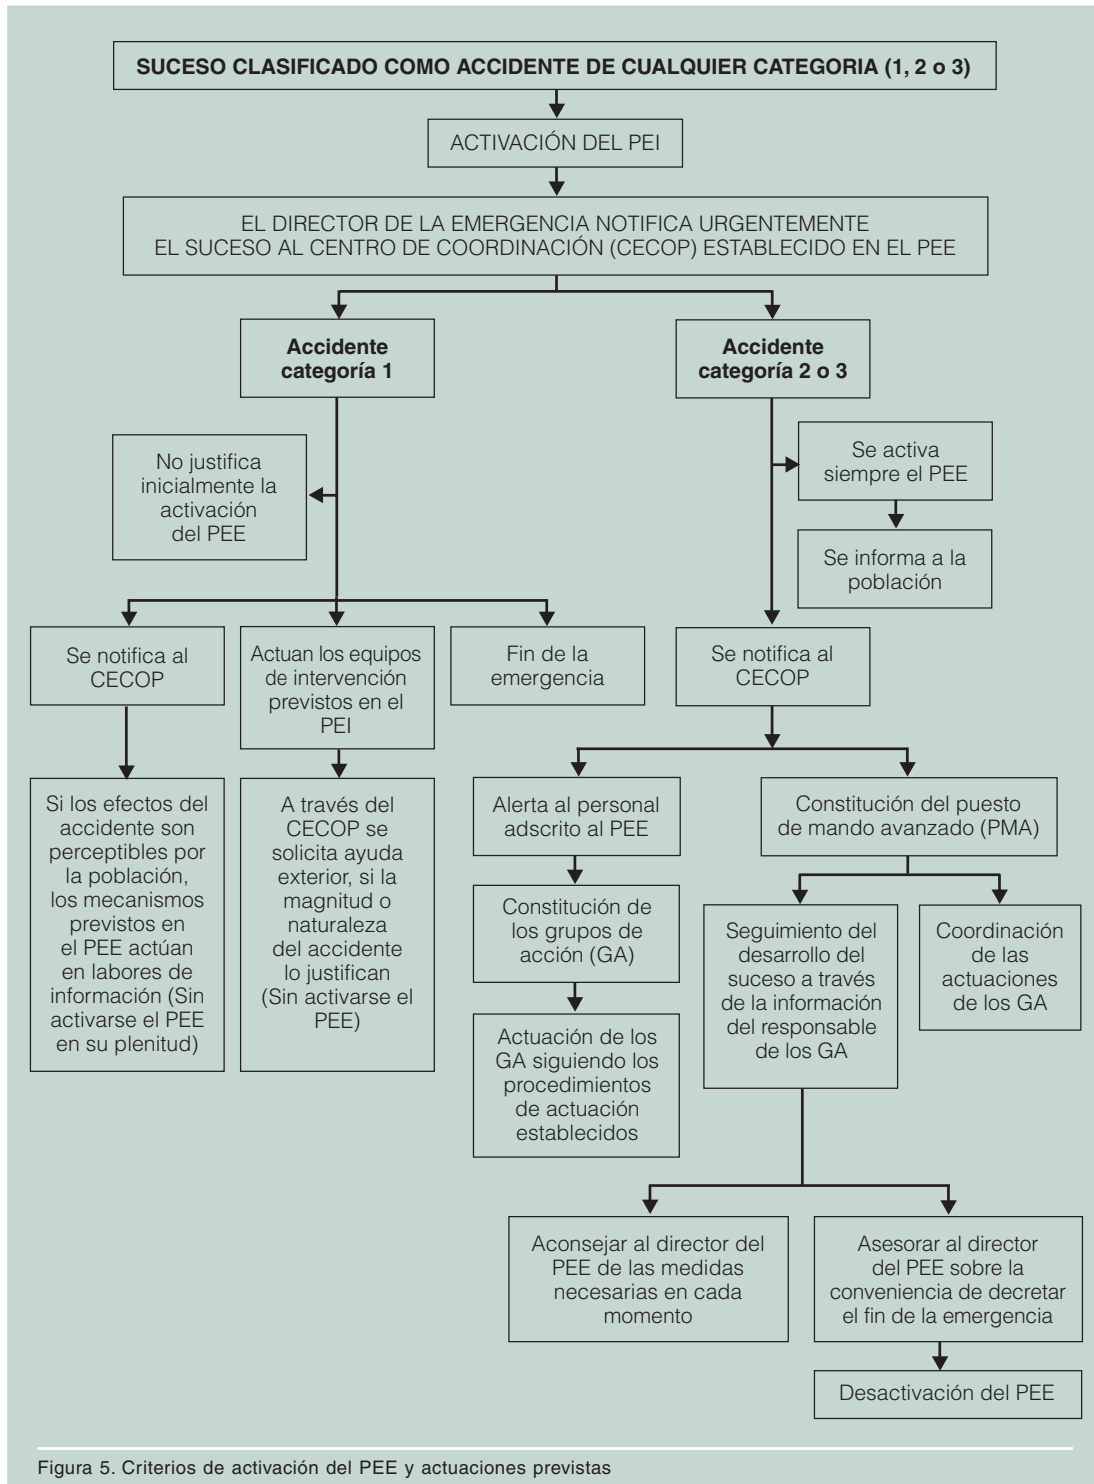 SUCESO CLASIFICADO COMO ACCIDENTE DE CUALQUIER CATEGORIA (1, 2 o 3)
ACTIVACIÓN DEL PEI
EL DIRECTOR DE LA EMERGENCIA NOTIFICA URGENTEMENTE
EL SUCESO AL CENTRO DE COORDINACIÓN (CECOP) ESTABLECIDO EN EL PEE
Accidente
categoría 1
Accidente
categoría 2 o 3
No justifica
inicialmente la
activación
del PEE
Se activa
siempre el PEE
Se informa a la
población
Se notifica al
CECOP
Actuan los equipos
de intervención
previstos en el
PEI
Fin de la
emergencia
Se notifica al
CECOP
Si los efectos del
accidente son
perceptibles por
la población,
los mecanismos
previstos en
el PEE actúan
en labores de
información (Sin
activarse el PEE
en su plenitud)
A través del
CECOP se
solicita ayuda
exterior, si la
magnitud o
naturaleza
del accidente
lo justifican
(Sin activarse el
PEE)
Alerta al personal
adscrito al PEE
Constitución del puesto
de mando avanzado (PMA)
Constitución de
los grupos de
acción (GA)
Seguimiento del
desarrollo del
suceso a través
de la información
del responsable
de los GA
Coordinación
de las
actuaciones
de los GA
Actuación de los
GA siguiendo los
procedimientos
de actuación
establecidos
Aconsejar al director del
PEE de las medidas
necesarias en cada
momento
Asesorar al director
del PEE sobre la
conveniencia de decretar
el fin de la emergencia
Desactivación del PEE
Figura 5. Criterios de activación del PEE y actuaciones previstas